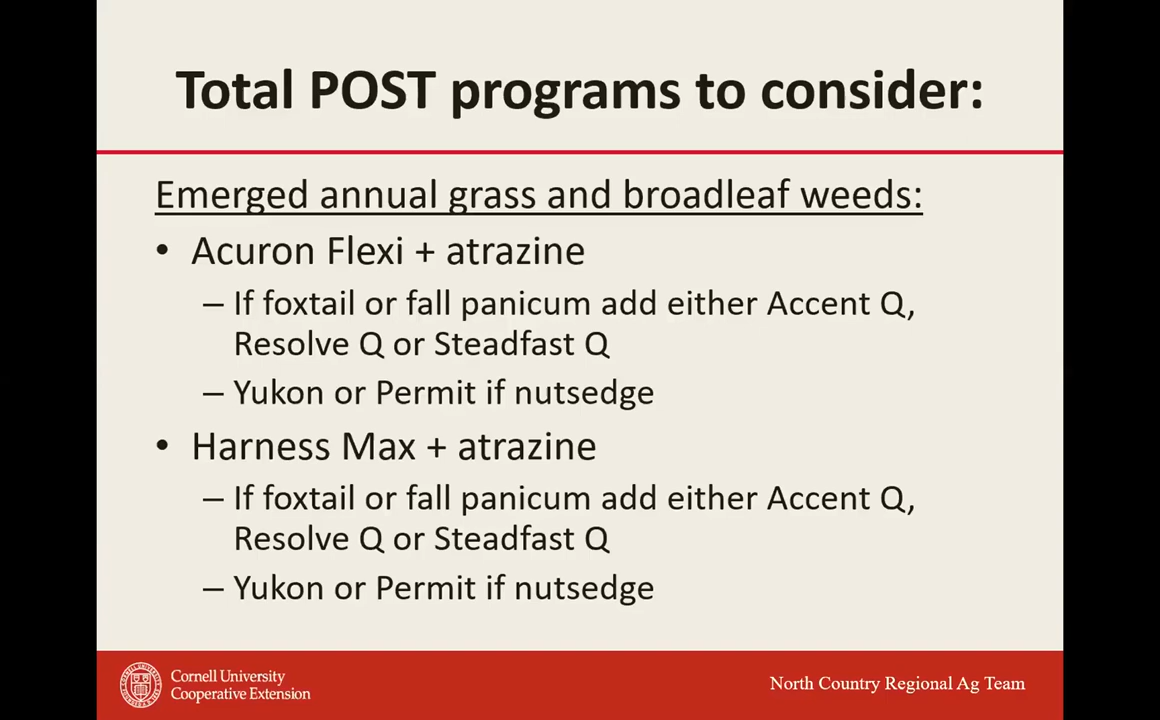 Total POST programs to consider:
Emerged annual grass and broadleaf weeds:
• Acuron Flexi + atrazine
– If foxtail or fall panicum add either Accent Q,
Resolve Q or Steadfast Q
– Yukon or Permit if nutsedge
• Harness Max + atrazine
– If foxtail or fall panicum add either Accent Q,
Resolve Q or Steadfast Q
– Yukon or Permit if nutsedge
Cornell University
Cooperative Extension
North Country Regional Ag Team